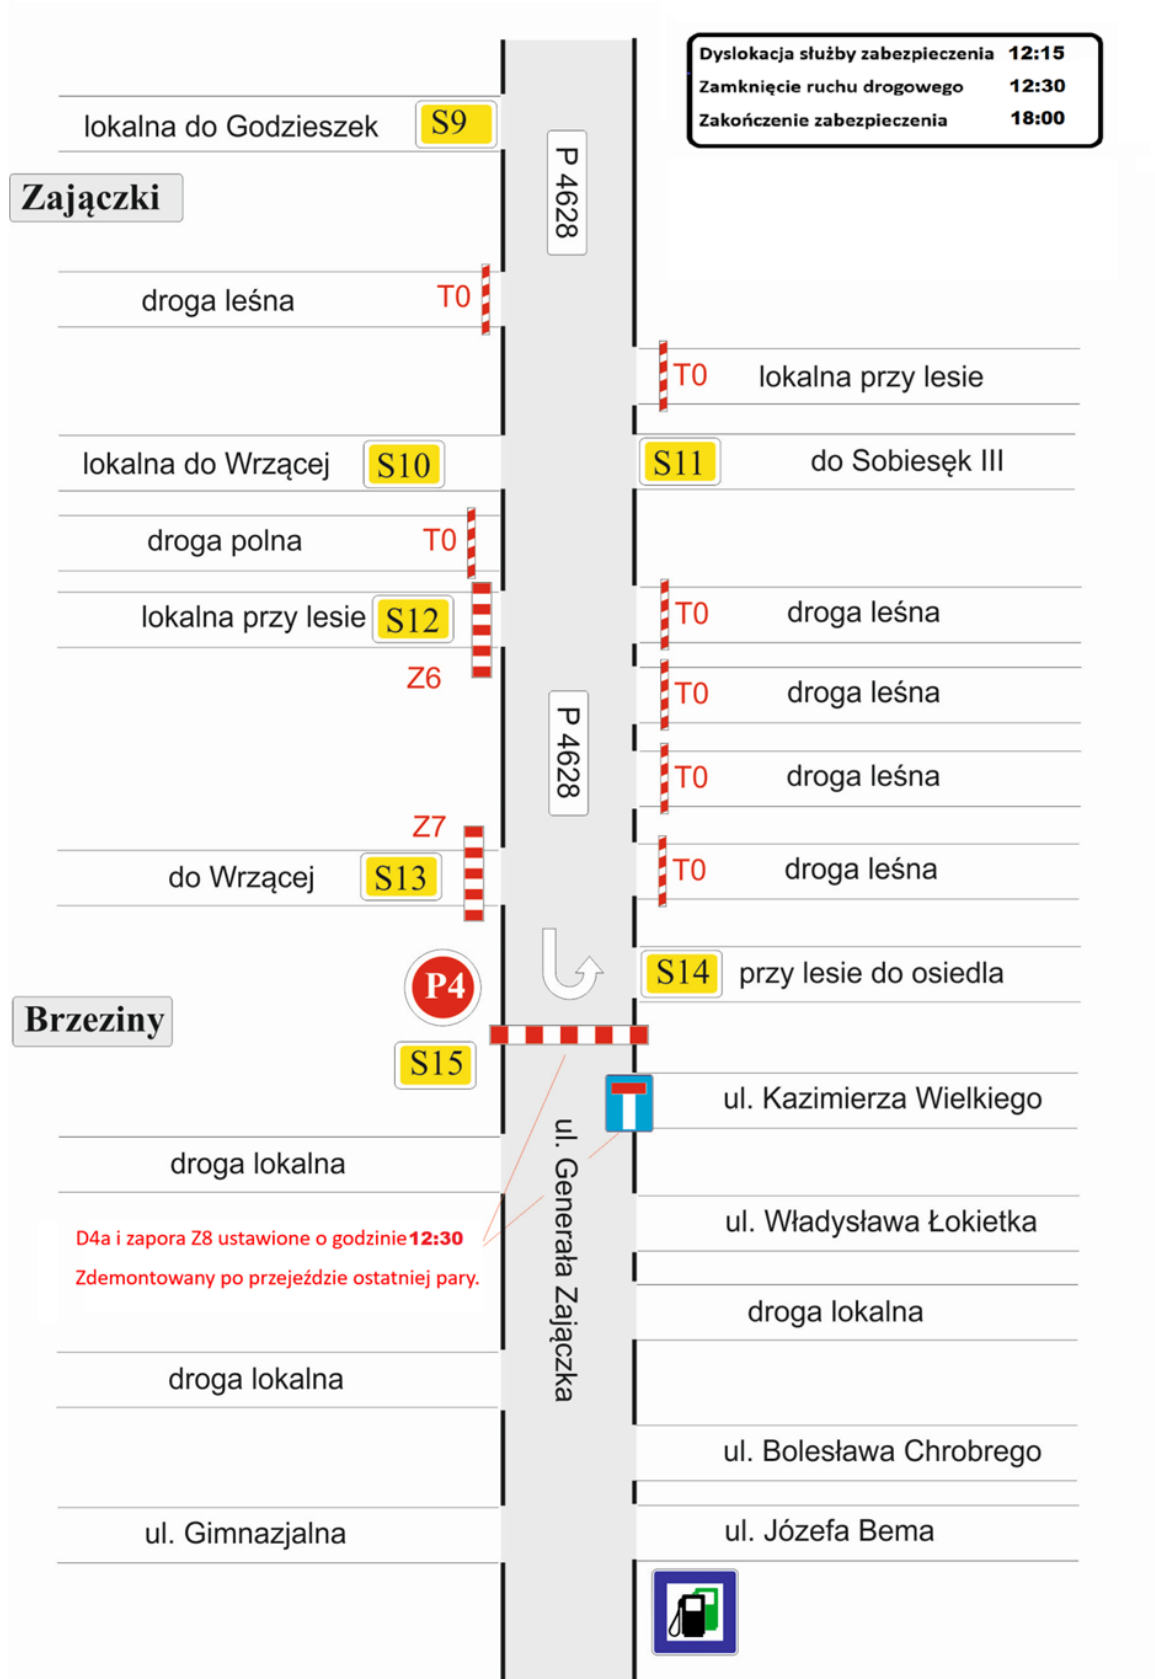 Dyslokacja służby zabezpieczenia 12:15
Zamknięcie ruchu drogowego 12:30
Zakończenie zabezpieczenia 18:00
lokalna do Godzieszek S9
P 4628
Zajączki
droga leśna T0
T0 lokalna przy lesie
lokalna do Wrzącej S10
S11 do Sobiesęk III
droga polna T0
lokalna przy lesie S12
T0 droga leśna
Z6
T0 droga leśna
P 4628
T0 droga leśna
Z7
do Wrzącej S13
T0 droga leśna
P4
S14 przy lesie do osiedla
Brzeziny
S15
ul. Kazimierza Wielkiego
ul. Generała Zajączka
droga lokalna
ul. Władysława Łokietka
D4a i zapora Z8 ustawione o godzinie12:30
Zdemontowany po przejeździe ostatniej pary.
droga lokalna
droga lokalna
ul. Bolesława Chrobrego
ul. Gimnazjalna
ul. Józefa Bema